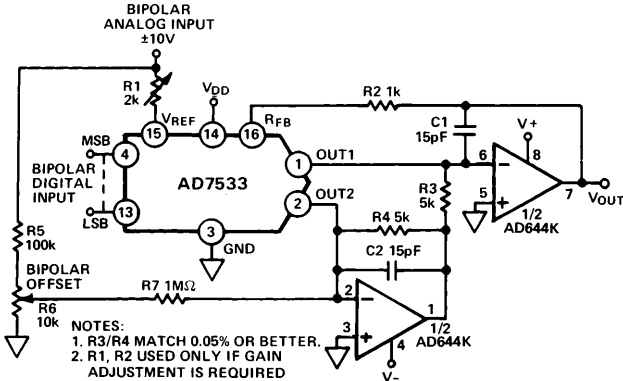 BIPOLAR
ANALOG INPUT
±10V
R1
2k
VREF
VDD
RFB
R2 1k
C1
15pF
V+
MSB
4
15
14
16
6
8
BIPOLAR
DIGITAL
INPUT
AD7533
1
OUT1
R3
5k
5
7
VOUT
LSB
13
2
OUT2
R4 5k
1/2
AD644K
3
GND
C2 15pF
R5
100k
BIPOLAR
OFFSET
R6
10k
R7 1MΩ
2
3
1
4
1/2
AD644K
V–
NOTES:
1. R3/R4 MATCH 0.05% OR BETTER.
2. R1, R2 USED ONLY IF GAIN
ADJUSTMENT IS REQUIRED